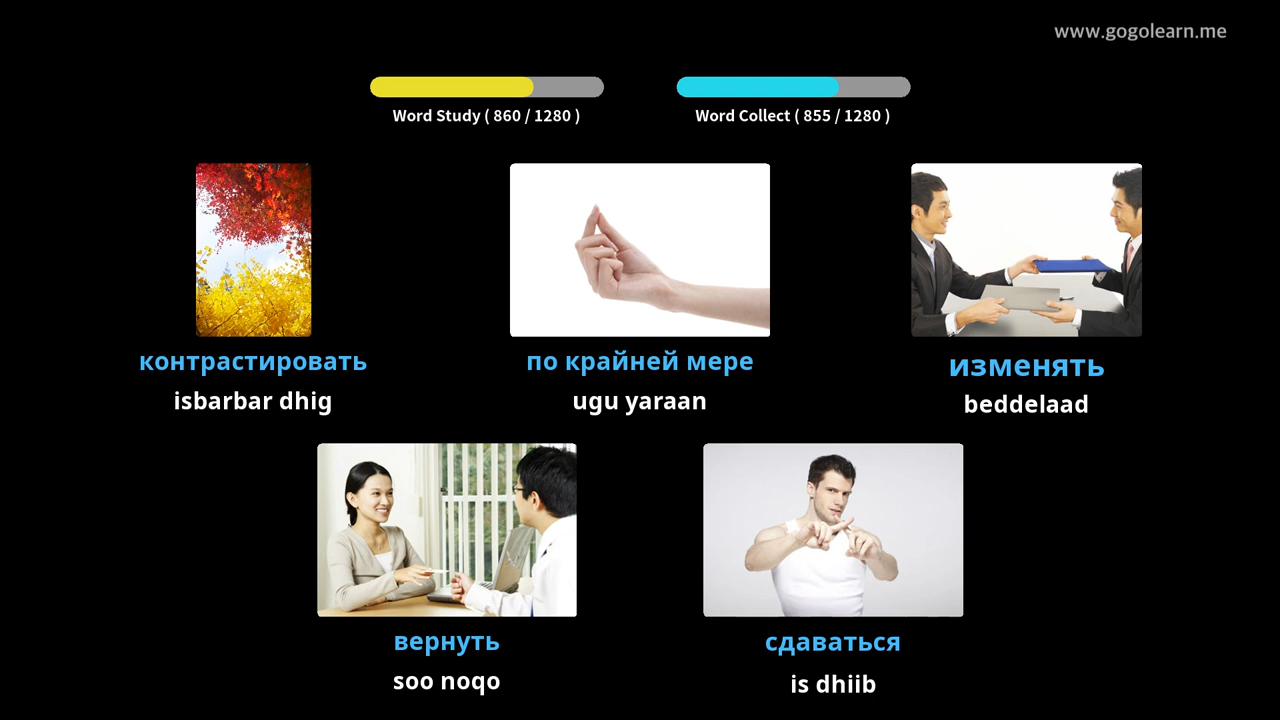 www.gogolearn.me
Word Study ( 860 / 1280 )
Word Collect ( 855 / 1280 )
контрастировать
isbarbar dhig
по крайней мере
ugu yaraan
изменять
beddelaad
вернуть
soo noqo
сдаваться
is dhiib